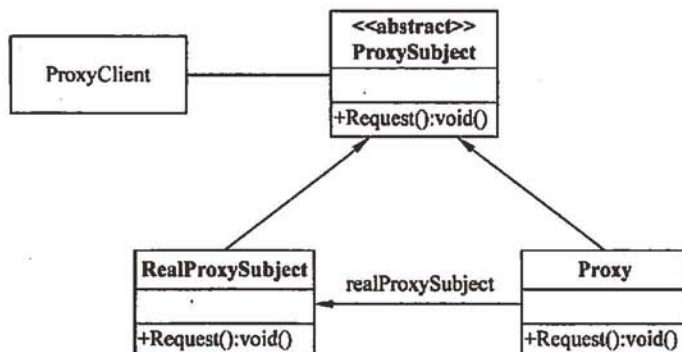 <<abstract>>
ProxySubject
ProxyClient
+Request():void()
RealProxySubject
realProxySubject
Proxy
+Request():void()
+Request():void()